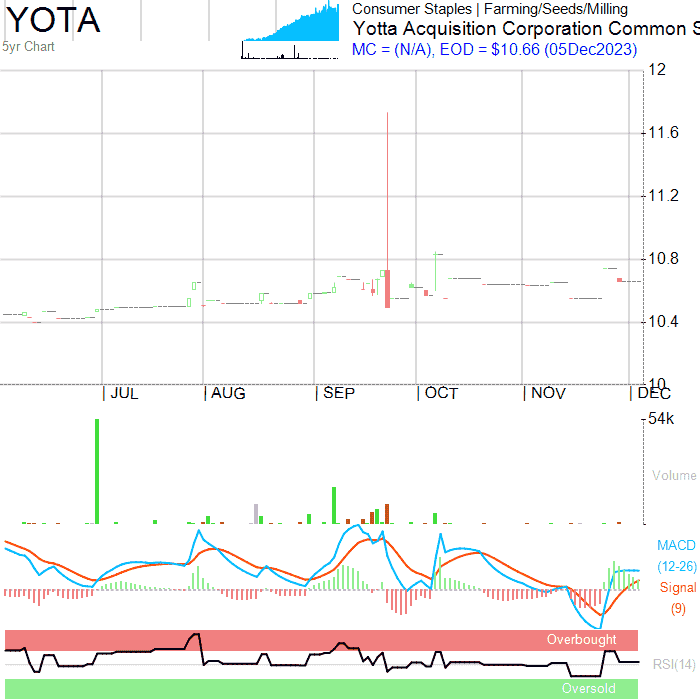 YOTA
5yr Chart
Consumer Staples | Farming/Seeds/Milling
Yotta Acquisition Corporation Common S
MC = (N/A), EOD = $10.66 (05Dec2023)
12
11.6
11.2
10.8
10.4
10
JUL AUG SEP OCT NOV DEC
54k
Volume
MACD
(12-26)
Signal
(9)
Overbought
RSI(14)
Oversold